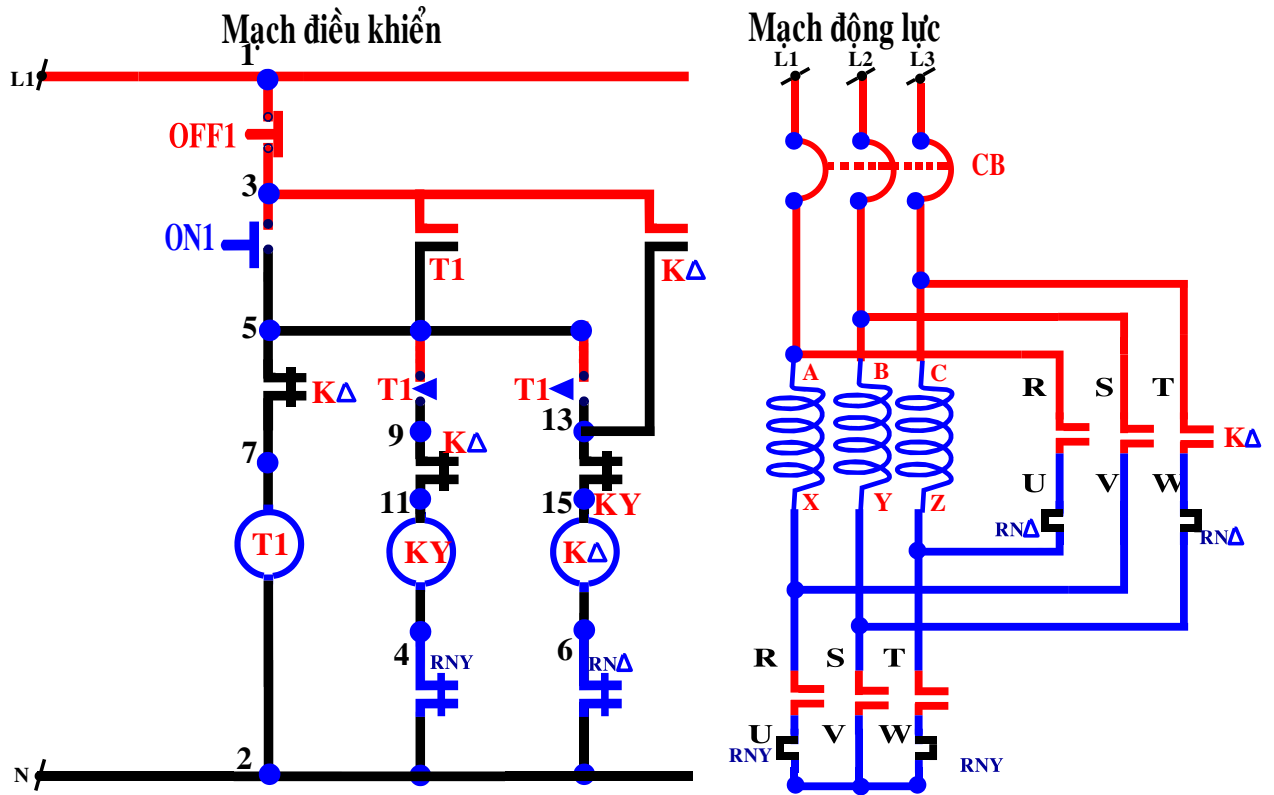 Mạch điều khiển
1
L1
OFF1
3
ON1
T1
KΔ
5
KΔ
T1
T1
13
9
KΔ
7
11
15
KY
T1
KY
KΔ
4
RNY
6
RNΔ
2
N
Mạch động lực
L1
L2
L3
CB
A
B
C
R
S
T
KΔ
X
Y
Z
U
V
W
RNΔ
RNΔ
R
S
T
U
V
W
RNY
RNY